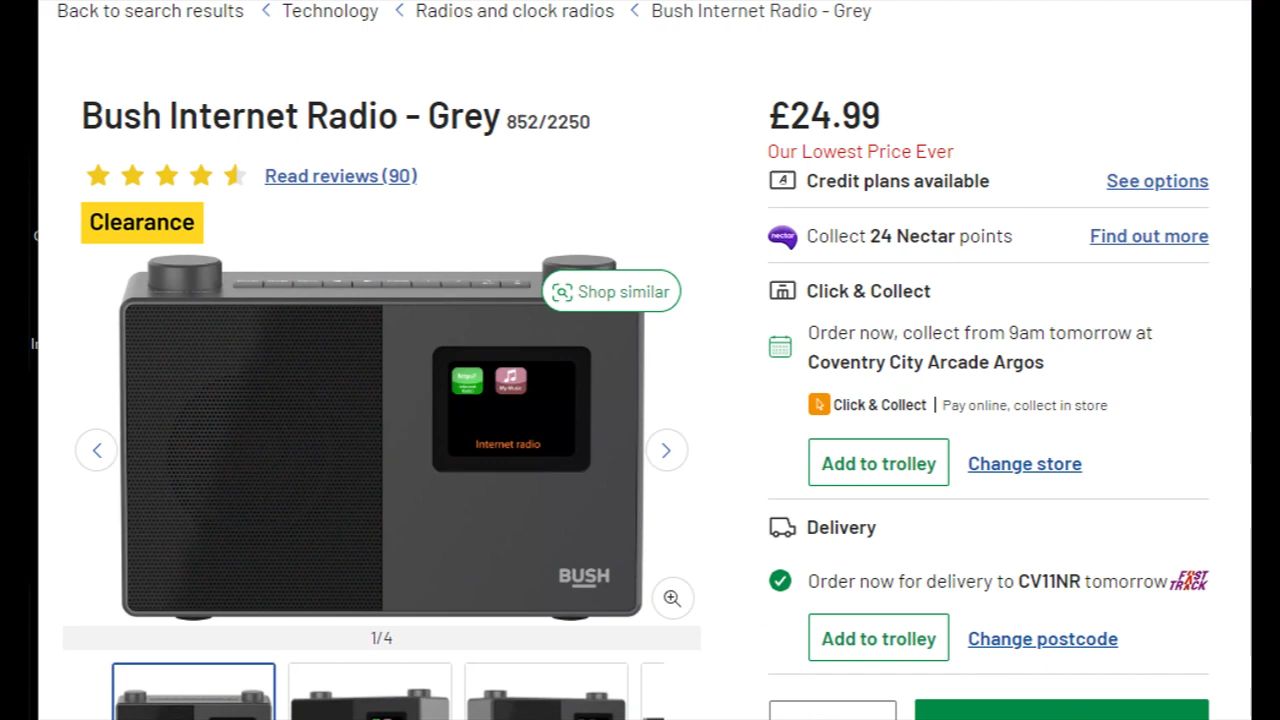 Back to search results Technology Radios and clock radios Bush Internet Radio - Grey
Bush Internet Radio - Grey 852/2250
Read reviews (90)
Clearance
Shop similar
Internet radio
BUSH
1/4
£24.99
Our Lowest Price Ever
Credit plans available See options
nectar Collect 24 Nectar points Find out more
Click & Collect
Order now, collect from 9am tomorrow at
Coventry City Arcade Argos
Click & Collect | Pay online, collect in store
Add to trolley Change store
Delivery
Order now for delivery to CV11NR tomorrow FAST TRACK
Add to trolley Change postcode